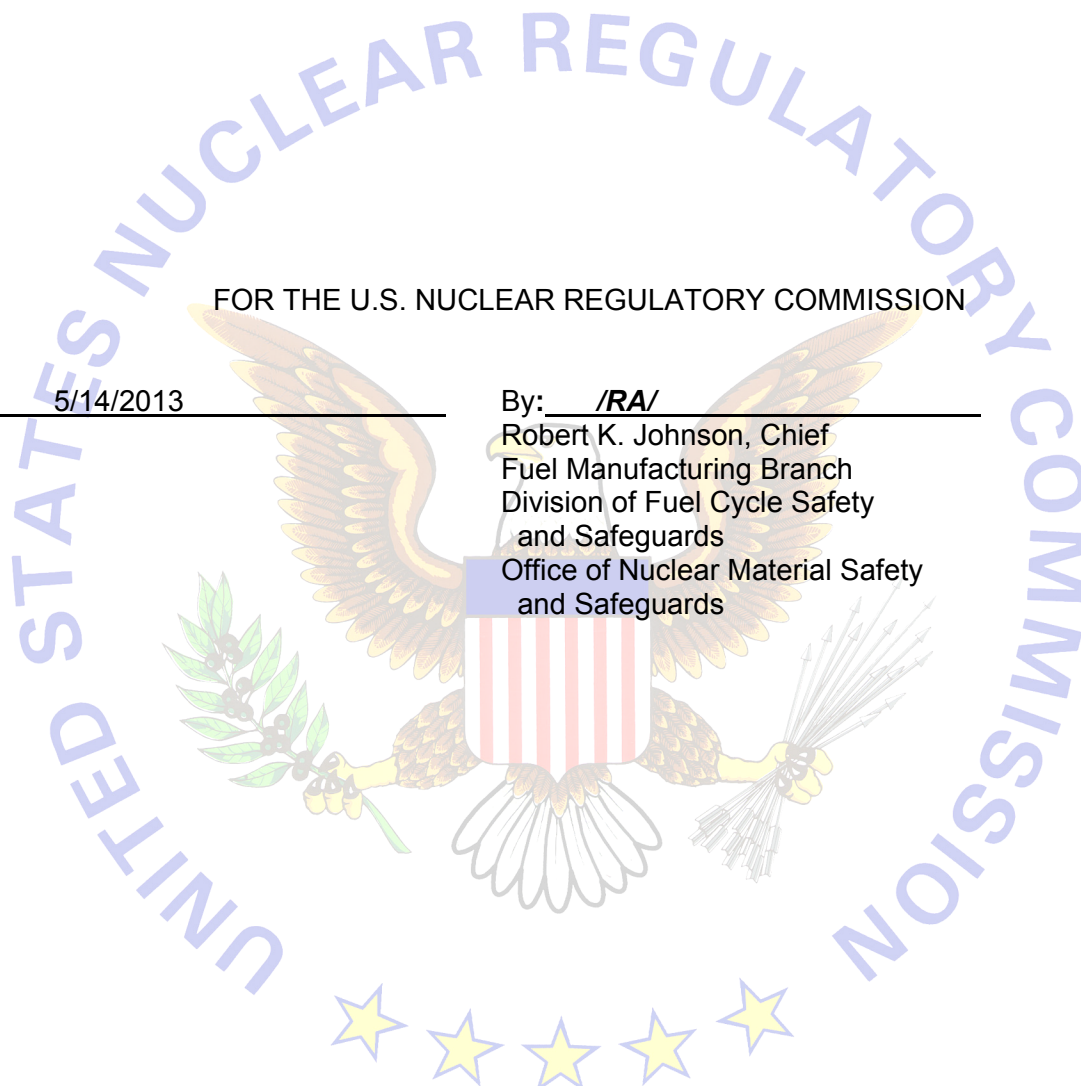 UNITED STATES NUCLEAR REGULATORY COMMISSION
FOR THE U.S. NUCLEAR REGULATORY COMMISSION
5/14/2013 By: /RA/
Robert K. Johnson, Chief
Fuel Manufacturing Branch
Division of Fuel Cycle Safety
and Safeguards
Office of Nuclear Material Safety
and Safeguards